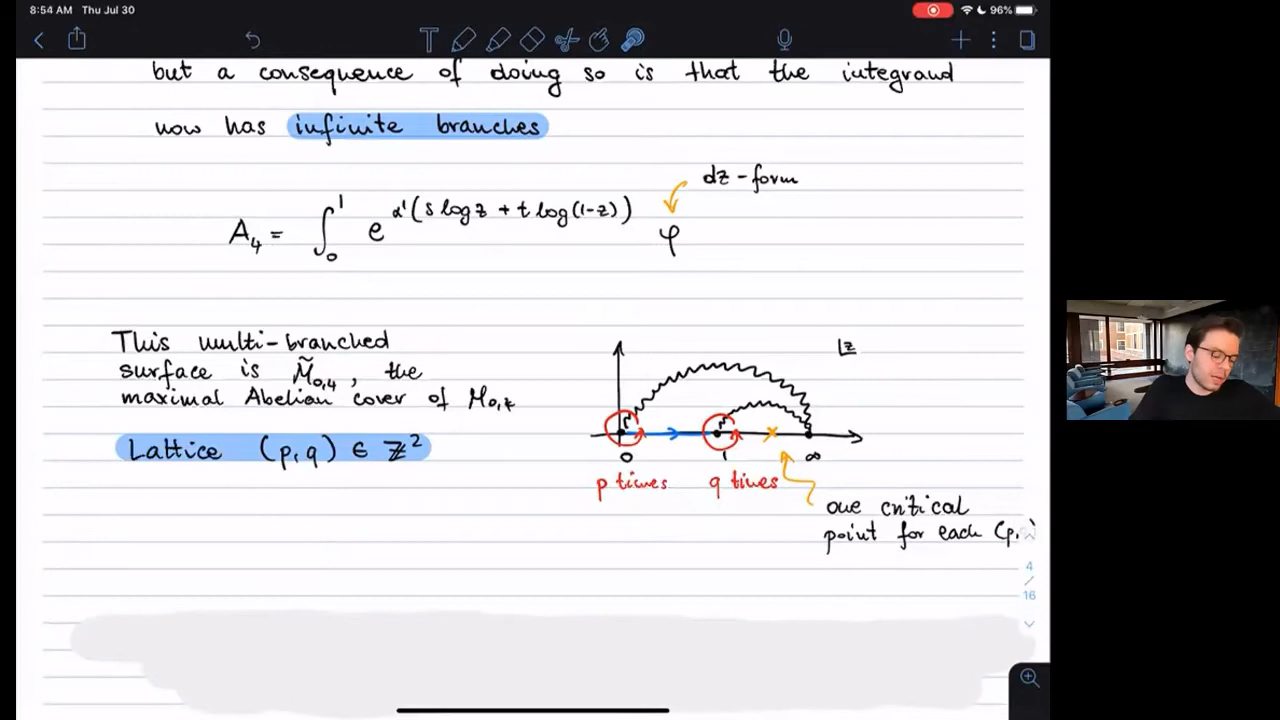 8:54 AM Thu Jul 30
96%
but a consequence of doing so is that the integrand
now has infinite branches
dz-form
A₄ = ∫₀¹ e^{α'(s log z + t log(1-z))} φ
This multi-branched
surface is M̃₀,₄, the
maximal Abelian cover of M₀,₄
Lattice (p,q) ∈ ℤ²
z
0
1
∞
p times
q times
one critical
point for each (p,
4
/
16